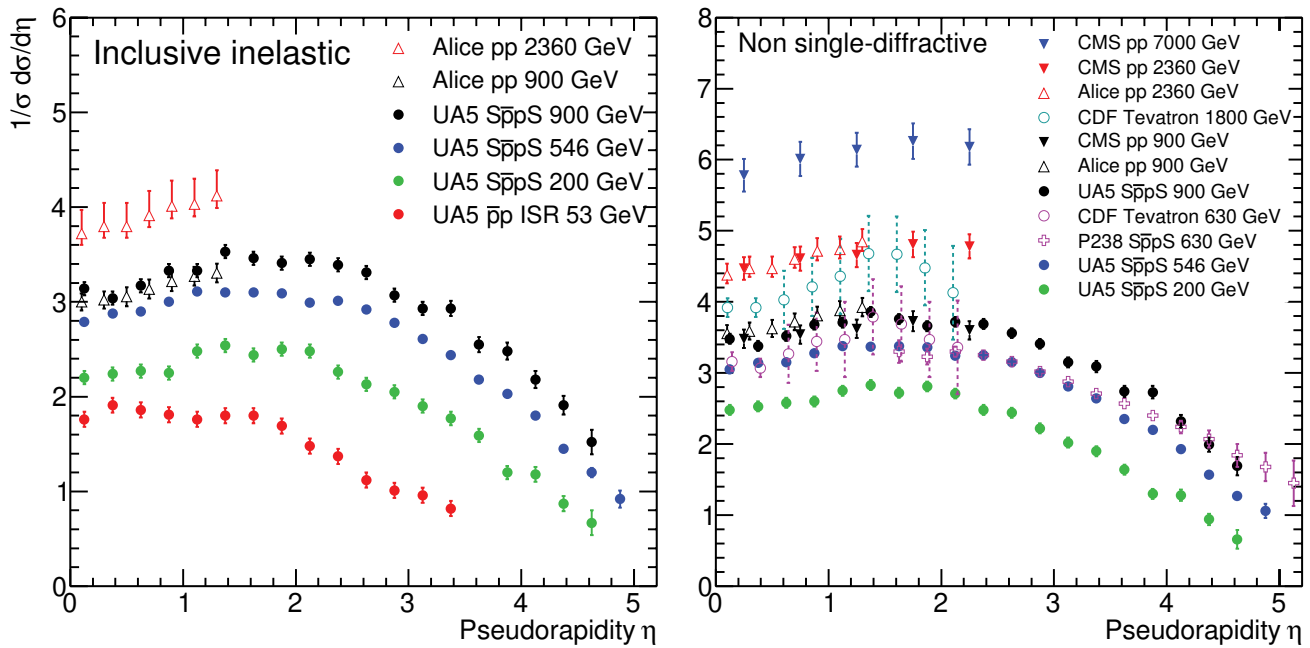 Inclusive inelastic
1/σ dσ/dη
6
5
4
3
2
1
0
Alice pp 2360 GeV
Alice pp 900 GeV
UA5 Sp̅pS 900 GeV
UA5 Sp̅pS 546 GeV
UA5 Sp̅pS 200 GeV
UA5 p̅p ISR 53 GeV
0 1 2 3 4 5
Pseudorapidity η
Non single-diffractive
8
7
6
5
4
3
2
1
0
CMS pp 7000 GeV
CMS pp 2360 GeV
Alice pp 2360 GeV
CDF Tevatron 1800 GeV
CMS pp 900 GeV
Alice pp 900 GeV
UA5 Sp̅pS 900 GeV
CDF Tevatron 630 GeV
P238 Sp̅pS 630 GeV
UA5 Sp̅pS 546 GeV
UA5 Sp̅pS 200 GeV
0 1 2 3 4 5
Pseudorapidity η